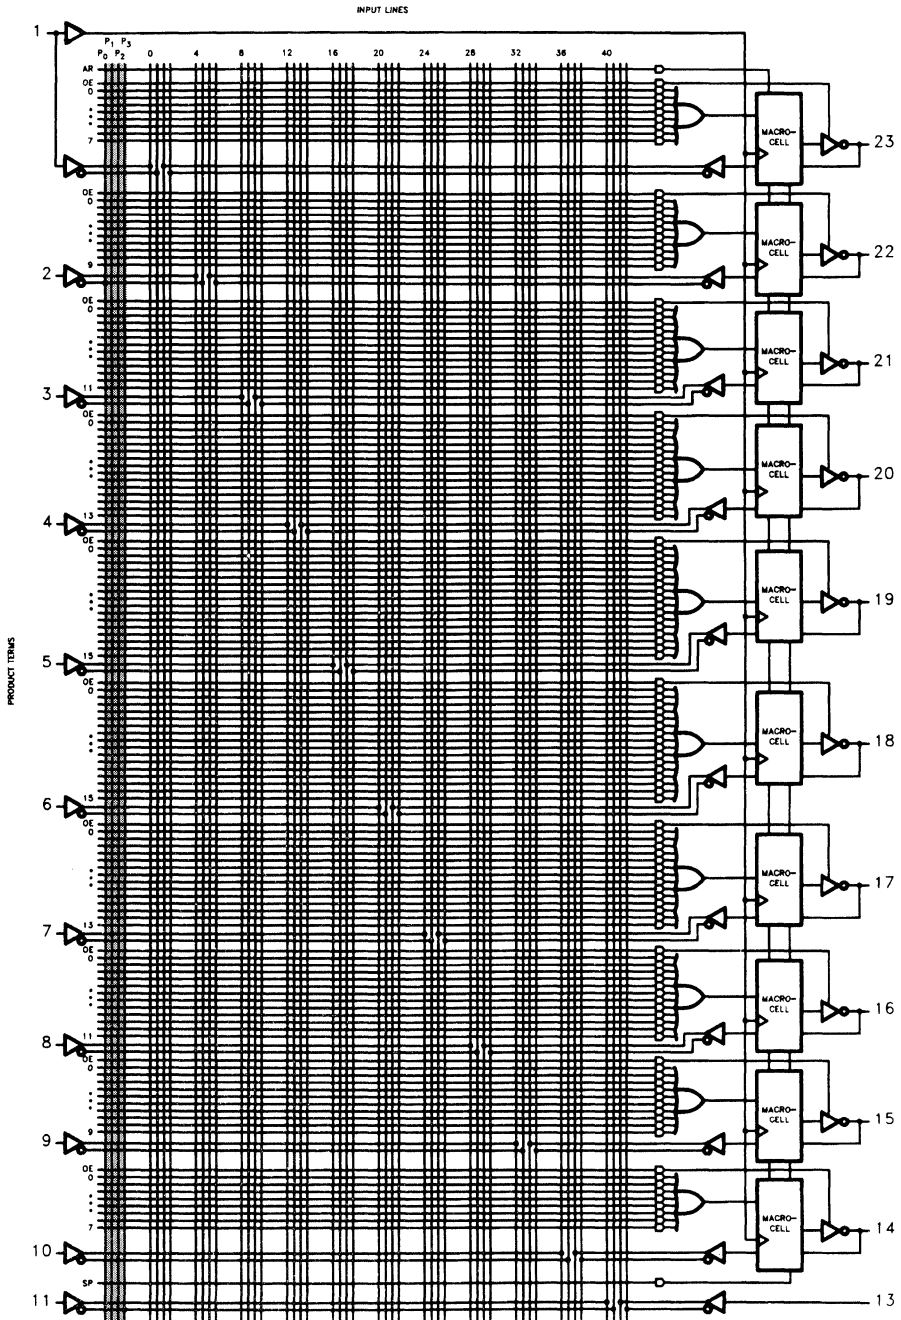 INPUT LINES
1
P1 P3
P0 P2 0 4 8 12 16 20 24 28 32 36 40
AR
OE
0
7
MACRO-
CELL
23
OE
0
9
MACRO-
CELL
22
2
OE
0
11
MACRO-
CELL
21
3
OE
0
13
MACRO-
CELL
20
4
OE
0
15
MACRO-
CELL
19
5
PRODUCT TERMS
OE
0
15
MACRO-
CELL
18
6
OE
0
13
MACRO-
CELL
17
7
OE
0
11
MACRO-
CELL
16
8
OE
0
9
MACRO-
CELL
15
9
OE
0
7
MACRO-
CELL
14
10
SP
11 13